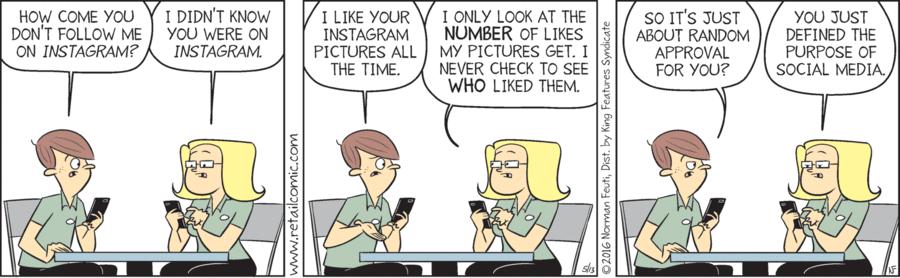 HOW COME YOU
DON'T FOLLOW ME
ON INSTAGRAM?
I DIDN'T KNOW
YOU WERE ON
INSTAGRAM.
www.retailcomic.com
I LIKE YOUR
INSTAGRAM
PICTURES ALL
THE TIME.
I ONLY LOOK AT THE
NUMBER OF LIKES
MY PICTURES GET. I
NEVER CHECK TO SEE
WHO LIKED THEM.
5/13
©2016 Norman Feuti, Dist. by King Features Syndicate
SO IT'S JUST
ABOUT RANDOM
APPROVAL
FOR YOU?
YOU JUST
DEFINED THE
PURPOSE OF
SOCIAL MEDIA.
NF